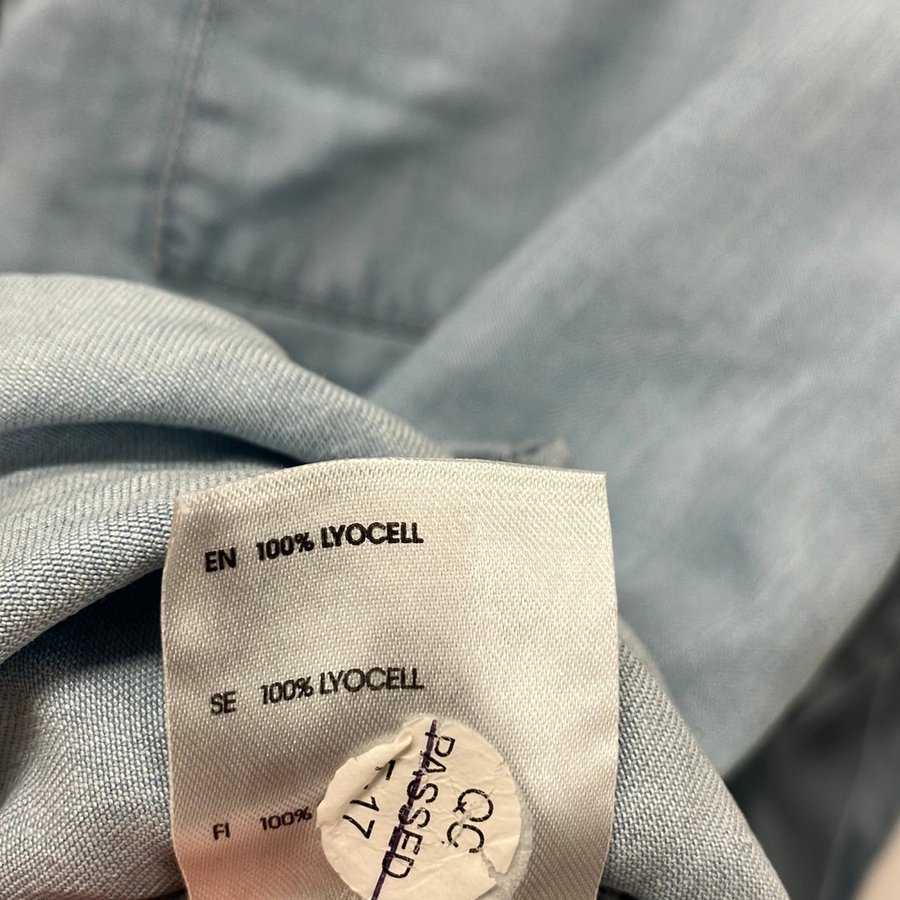 EN 100% LYOCELL
SE 100% LYOCELL
FI 100%
QC
PASSED
17